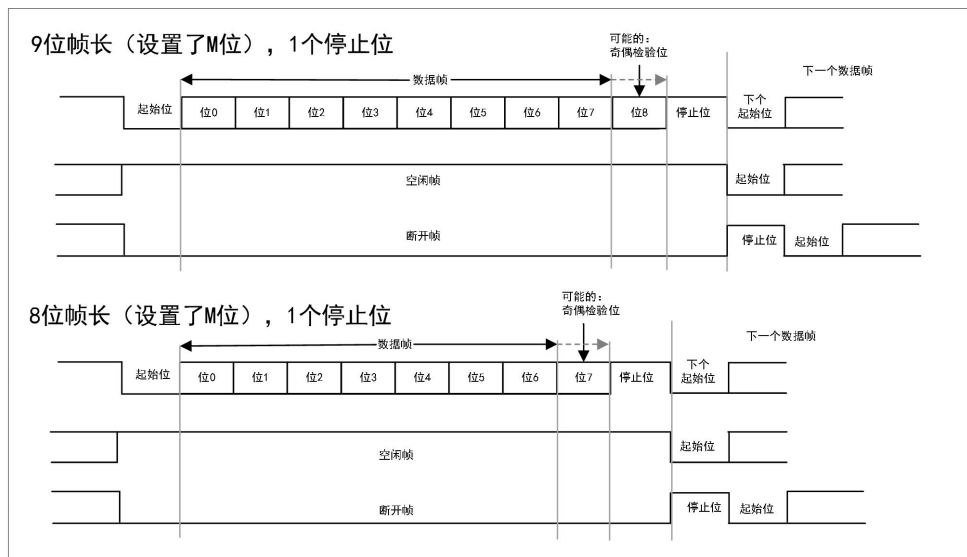 9位帧长（设置了M位），1个停止位
可能的：
奇偶检验位
下一个数据帧
数据帧
起始位
位0
位1
位2
位3
位4
位5
位6
位7
位8
停止位
下个
起始位
空闲帧
起始位
断开帧
停止位
起始位
8位帧长（设置了M位），1个停止位
可能的：
奇偶检验位
下一个数据帧
数据帧
起始位
位0
位1
位2
位3
位4
位5
位6
位7
停止位
下个
起始位
空闲帧
起始位
断开帧
停止位
起始位